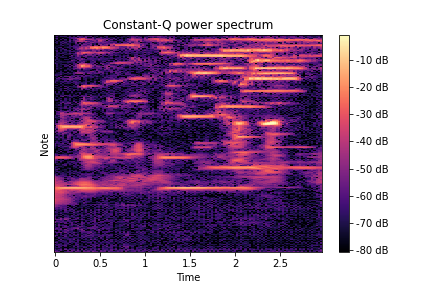 Constant-Q power spectrum
Note
0
0.5
1
1.5
2
2.5
Time
-10 dB
-20 dB
-30 dB
-40 dB
-50 dB
-60 dB
-70 dB
-80 dB